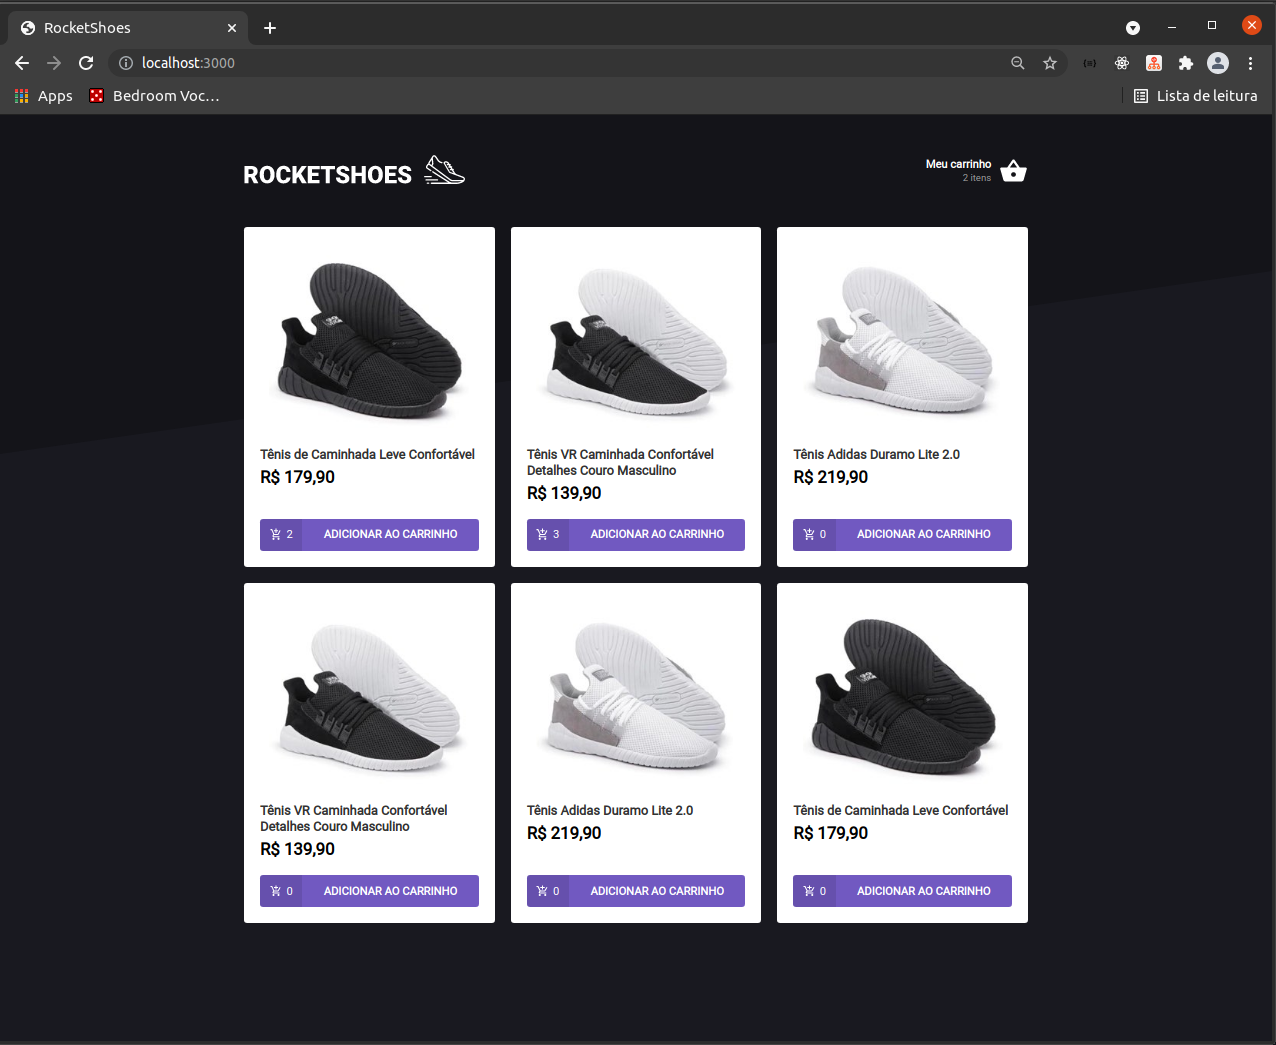 RocketShoes
localhost:3000
Apps
Bedroom Voc...
Lista de leitura
ROCKETSHOES
Meu carrinho
2 itens
Tênis de Caminhada Leve Confortável
R$ 179,90
2 ADICIONAR AO CARRINHO
Tênis VR Caminhada Confortável
Detalhes Couro Masculino
R$ 139,90
3 ADICIONAR AO CARRINHO
Tênis Adidas Duramo Lite 2.0
R$ 219,90
0 ADICIONAR AO CARRINHO
Tênis VR Caminhada Confortável
Detalhes Couro Masculino
R$ 139,90
0 ADICIONAR AO CARRINHO
Tênis Adidas Duramo Lite 2.0
R$ 219,90
0 ADICIONAR AO CARRINHO
Tênis de Caminhada Leve Confortável
R$ 179,90
0 ADICIONAR AO CARRINHO